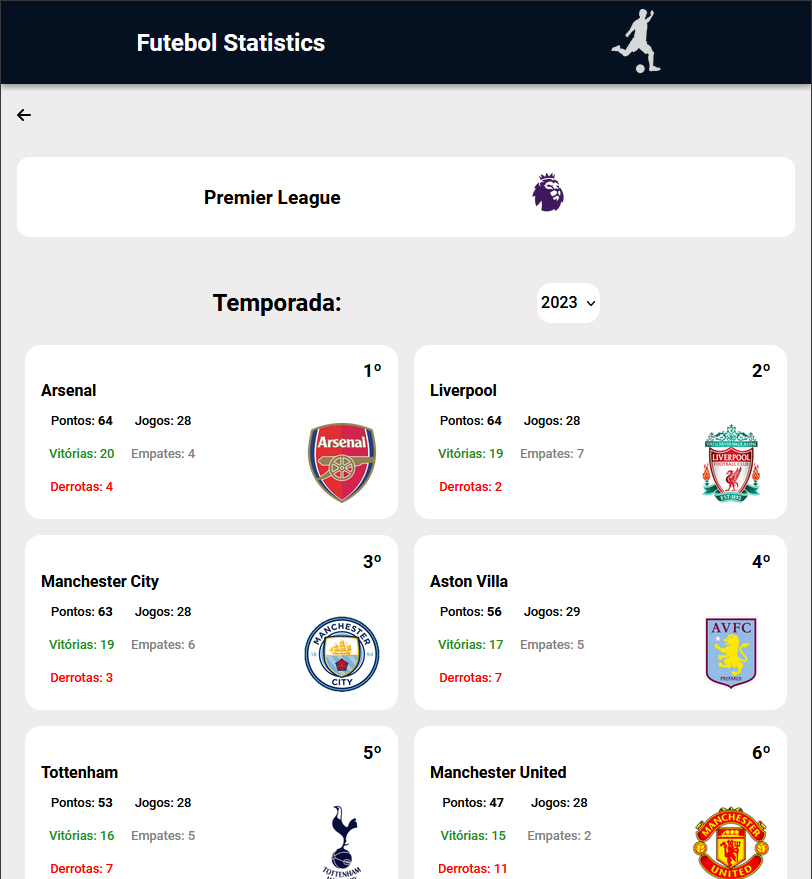 Futebol Statistics
Premier League
Temporada:
2023
1º
Arsenal
Pontos: 64 Jogos: 28
Vitórias: 20 Empates: 4
Derrotas: 4
Arsenal
2º
Liverpool
Pontos: 64 Jogos: 28
Vitórias: 19 Empates: 7
Derrotas: 2
YOU'LL NEVER WALK ALONE
LIVERPOOL
FOOTBALL CLUB
EST·1892
3º
Manchester City
Pontos: 63 Jogos: 28
Vitórias: 19 Empates: 6
Derrotas: 3
MANCHESTER
18 94
CITY
4º
Aston Villa
Pontos: 56 Jogos: 29
Vitórias: 17 Empates: 5
Derrotas: 7
AVFC
PREPARED
5º
Tottenham
Pontos: 53 Jogos: 28
Vitórias: 16 Empates: 5
Derrotas: 7
TOTTENHAM
6º
Manchester United
Pontos: 47 Jogos: 28
Vitórias: 15 Empates: 2
Derrotas: 11
MANCHESTER
UNITED